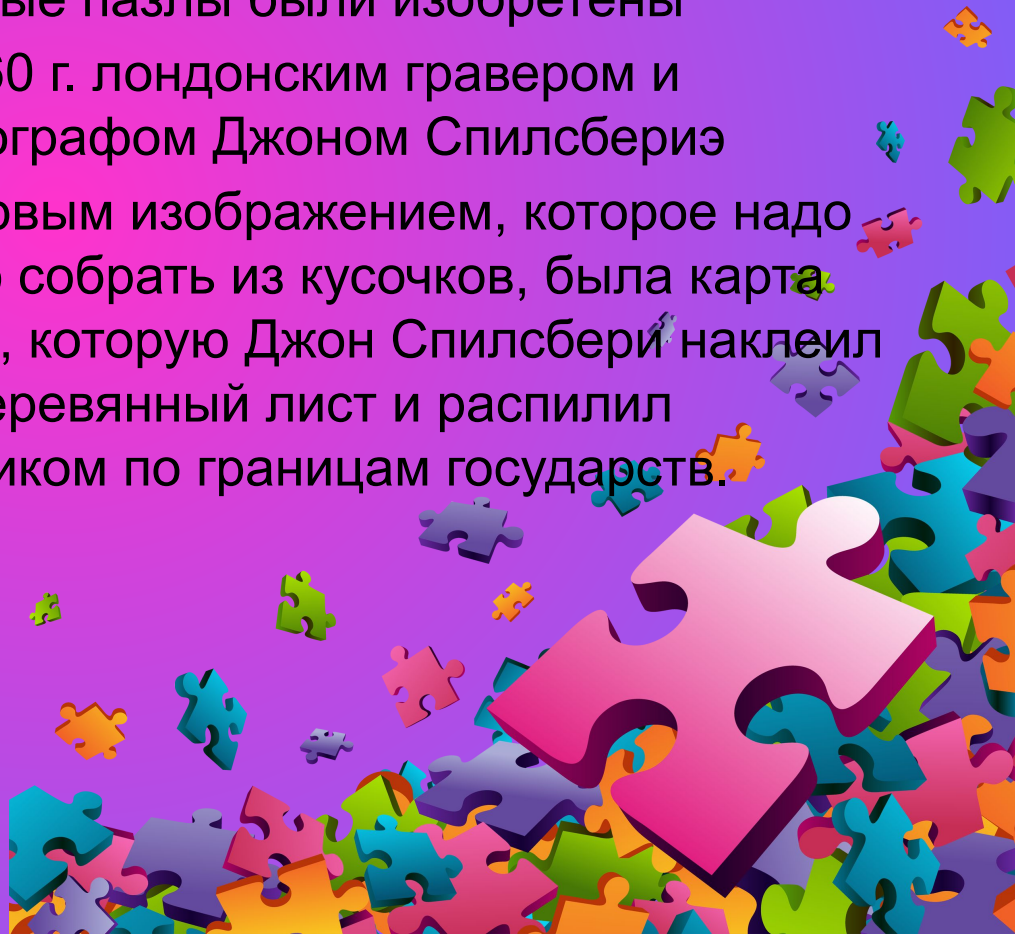 ые пазлы были изобретены
60 г. лондонским гравером и
ографом Джоном Спилсбериэ
овым изображением, которое надо
о собрать из кусочков, была карта
, которую Джон Спилсбери наклеил
еревянный лист и распилил
иком по границам государств.